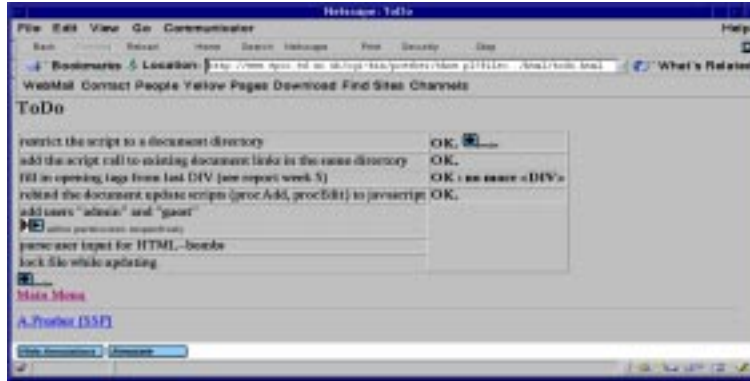 Netscape: ToDo
File Edit View Go Communicator Help
Back Reload Home Search Netscape Print Security Stop
Bookmarks Location: What's Related
WebMail Contact People Yellow Pages Download Find Sites Channels
ToDo
restrict the script to a document directory OK.
add the script call to existing document links in the same directory OK.
fill in opening tags from last DIV (see report week 5) OK : no more <DIV>
rebind the document update scripts (procAdd, procEdit) to javascript OK.
add users "admin" and "guest"
parse user input for HTML-bombs
lock file while updating
Main Menu
(SSP)
Hide Annotations